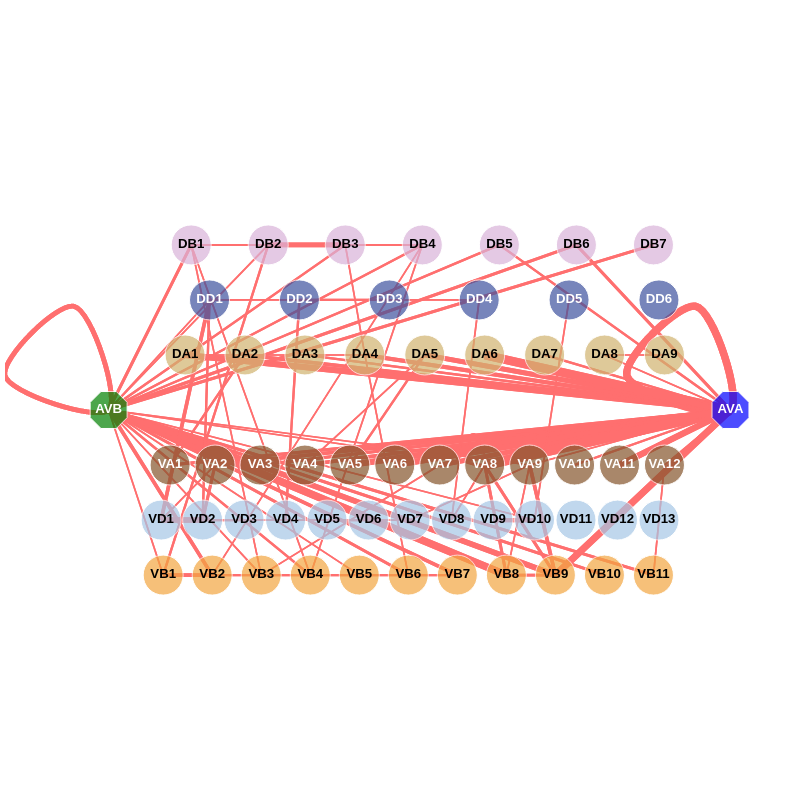 DB1 DB2 DB3 DB4 DB5 DB6 DB7
DD1 DD2 DD3 DD4 DD5 DD6
DA1 DA2 DA3 DA4 DA5 DA6 DA7 DA8 DA9
AVB AVA
VA1 VA2 VA3 VA4 VA5 VA6 VA7 VA8 VA9 VA10 VA11 VA12
VD1 VD2 VD3 VD4 VD5 VD6 VD7 VD8 VD9 VD10 VD11 VD12 VD13
VB1 VB2 VB3 VB4 VB5 VB6 VB7 VB8 VB9 VB10 VB11